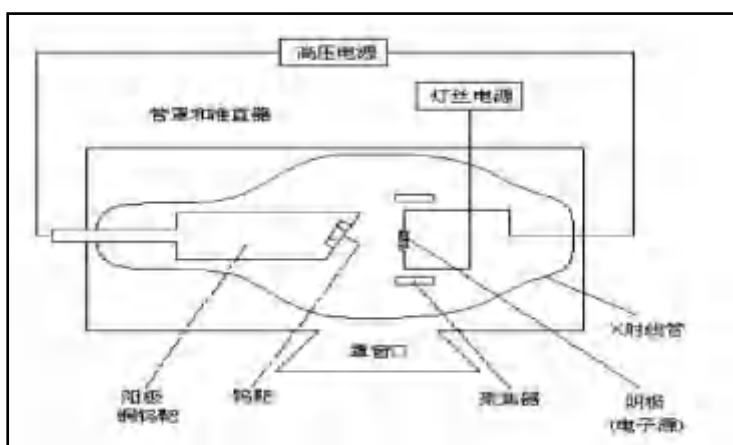 高压电源
灯丝电源
管罩和准直器
X射线管
罩窗口
阳极
铜钨靶
钨靶
聚焦器
阴极
(电子源)